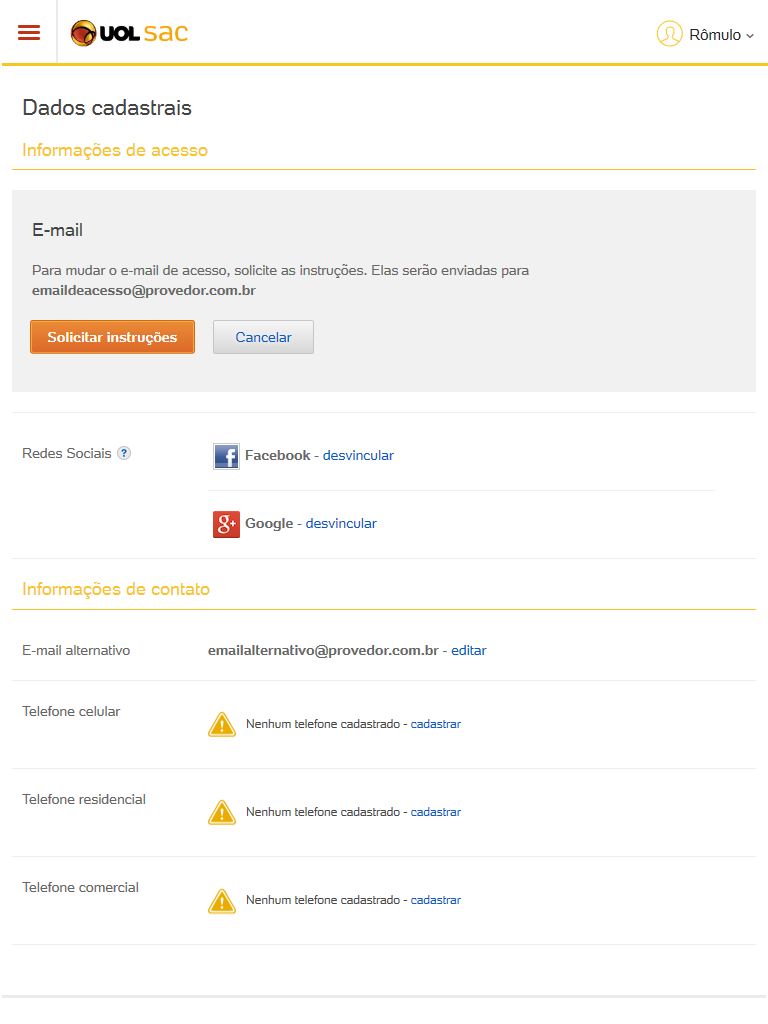 UOL sac
Rômulo
Dados cadastrais
Informações de acesso
E-mail
Para mudar o e-mail de acesso, solicite as instruções. Elas serão enviadas para
emaildeacesso@provedor.com.br
Solicitar instruções Cancelar
Redes Sociais ? Facebook - desvincular
Google - desvincular
Informações de contato
E-mail alternativo emailalternativo@provedor.com.br - editar
Telefone celular Nenhum telefone cadastrado - cadastrar
Telefone residencial Nenhum telefone cadastrado - cadastrar
Telefone comercial Nenhum telefone cadastrado - cadastrar